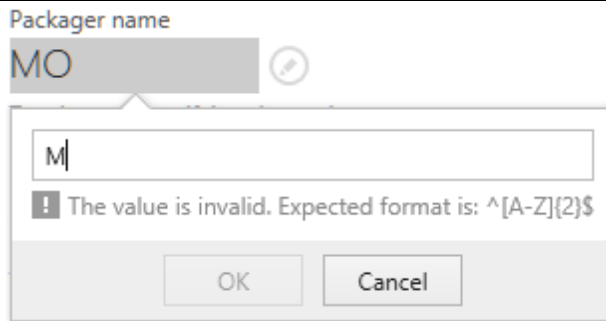 Packager name
MO
M
! The value is invalid. Expected format is: ^[A-Z]{2}$
OK
Cancel